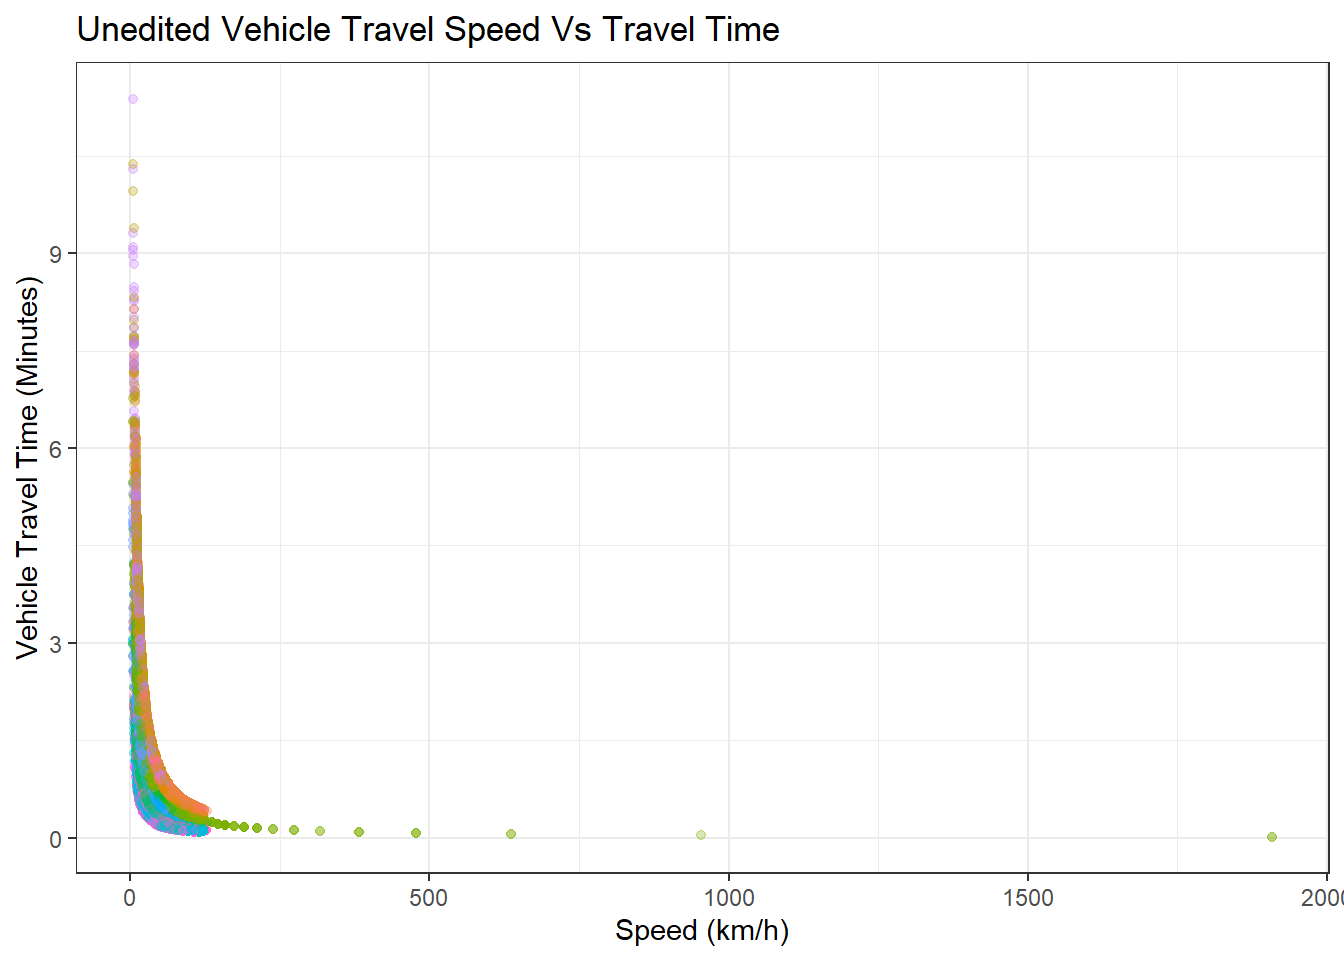 Unedited Vehicle Travel Speed Vs Travel Time
Vehicle Travel Time (Minutes)
9
6
3
0
0 500 1000 1500 2000
Speed (km/h)